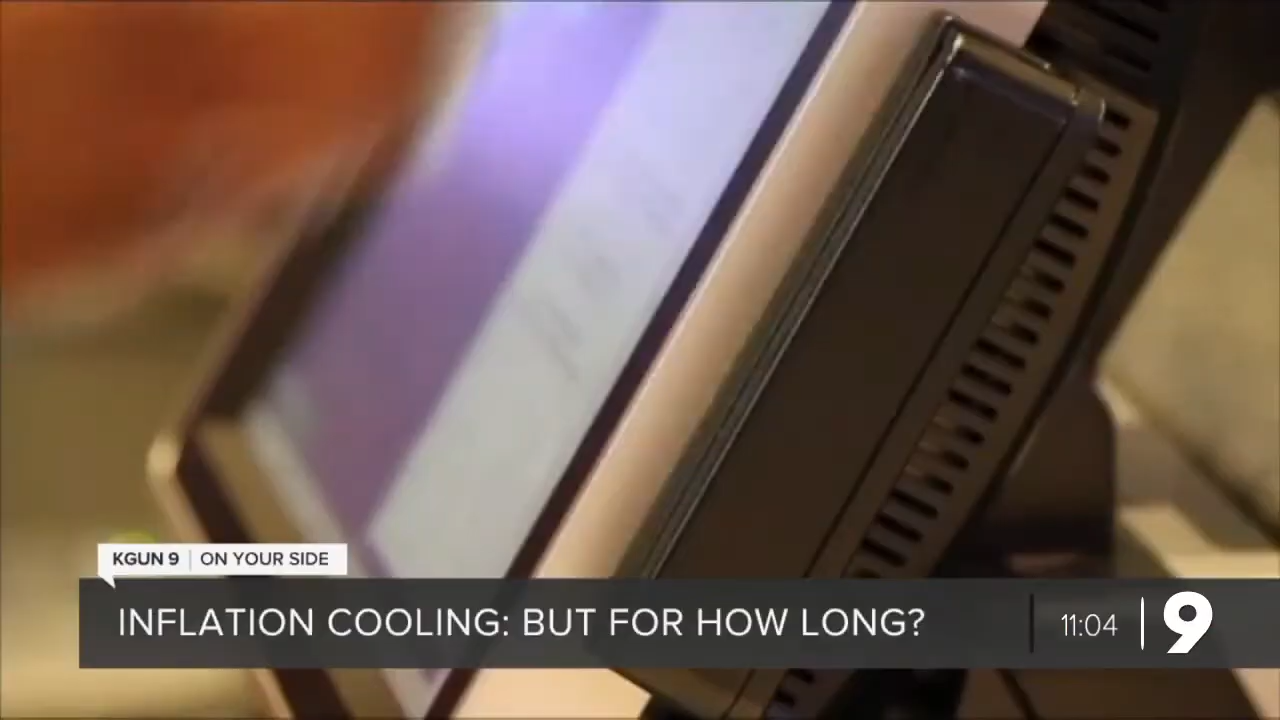 KGUN 9 ON YOUR SIDE
INFLATION COOLING: BUT FOR HOW LONG?
11:04
9